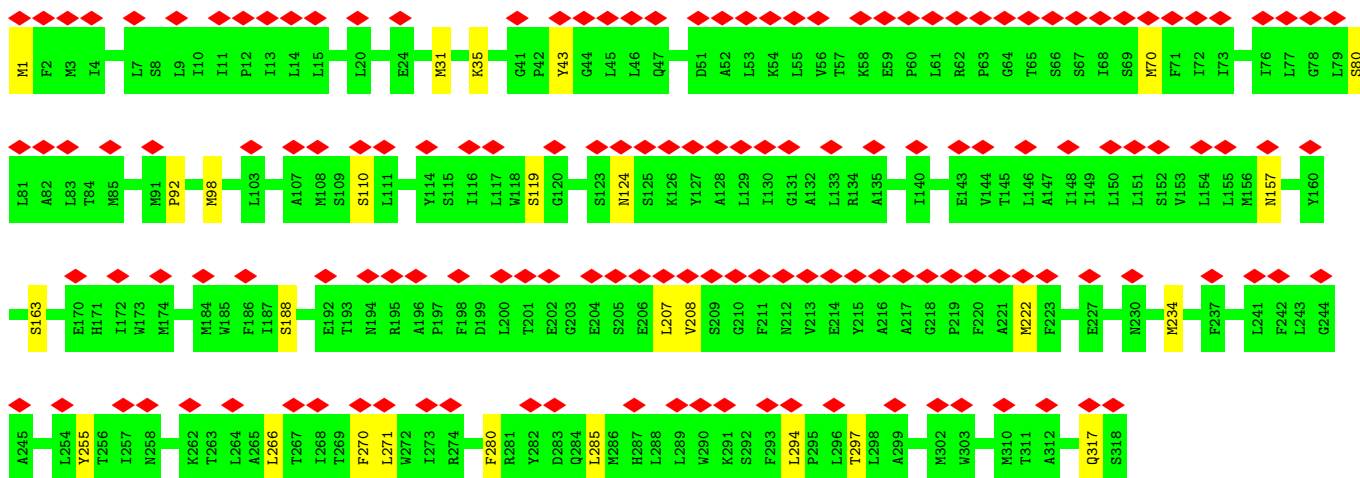 M1 F2 M3 I4 L7 S8 L9 I10 I11 P12 I13 L14 L15 L20 E24 M31 K35 G41 P42 Y43 G44 L45 L46 Q47 D51 A52 L53 K54 L55 V56 T57 K58 E59 P60 L61 R62 P63 G64 T65 S66 S67 I68 S69 M70 F71 I72 I73 I76 L77 G78 L79 S80
L81 A82 L83 T84 M85 M91 P92 M98 L103 A107 M108 S109 S110 L111 Y114 S115 I116 L117 W118 S119 G120 S123 N124 S125 K126 Y127 A128 L129 I130 G131 A132 L133 R134 A135 I140 E143 V144 T145 L146 A147 I148 I149 L150 L151 S152 V153 L154 L155 M156 N157 Y160
S163 E170 H171 I172 W173 M174 M184 W185 F186 I187 S188 E192 T193 N194 R195 A196 P197 F198 D199 L200 T201 E202 G203 E204 S205 E206 L207 V208 S209 G210 F211 N212 V213 E214 Y215 A216 A217 G218 P219 F220 A221 M222 F223 E227 N230 M234 F237 L241 F242 L243 G244
A245 L254 Y255 T256 I257 N258 K262 T263 L264 A265 L266 T267 I268 T269 F270 L271 W272 I273 R274 F280 R281 Y282 D283 Q284 L285 M286 H287 L288 L289 W290 K291 S292 F293 L294 P295 L296 T297 L298 A299 M302 W303 M310 T311 A312 Q317 S318